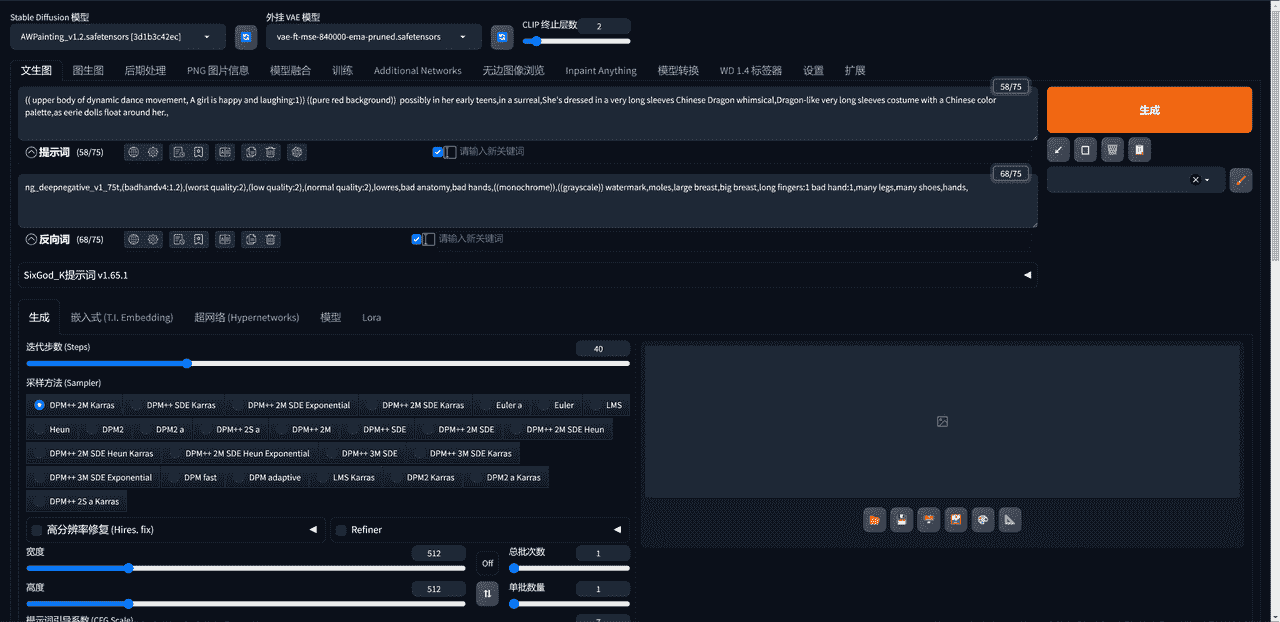 Stable Diffusion 模型
外挂 VAE 模型
CLIP 终止层数
2
AWPainting_v1.2.safetensors [3d1b3c42ec]
vae-ft-mse-840000-ema-pruned.safetensors
文生图 图生图 后期处理 PNG 图片信息 模型融合 训练 Additional Networks 无边图像浏览 Inpaint Anything 模型转换 WD 1.4 标签器 设置 扩展
58/75
(( upper body of dynamic dance movement, A girl is happy and laughing:1)) ((pure red background)) possibly in her early teens,in a surreal,She's dressed in a very long sleeves Chinese Dragon whimsical,Dragon-like very long sleeves costume with a Chinese color
palette,as eerie dolls float around her.,
生成
提示词 (58/75)
请输入新关键词
68/75
ng_deepnegative_v1_75t,(badhandv4:1.2),(worst quality:2),(low quality:2),(normal quality:2),lowres,bad anatomy,bad hands,((monochrome)),((grayscale)) watermark,moles,large breast,big breast,long fingers:1 bad hand:1,many legs,many shoes,hands,
反向词 (68/75)
请输入新关键词
SixGod_K提示词 v1.65.1
生成 嵌入式 (T.I. Embedding) 超网络 (Hypernetworks) 模型 Lora
迭代步数 (Steps)
40
采样方法 (Sampler)
DPM++ 2M Karras DPM++ SDE Karras DPM++ 2M SDE Exponential DPM++ 2M SDE Karras Euler a Euler LMS
Heun DPM2 DPM2 a DPM++ 2S a DPM++ 2M DPM++ SDE DPM++ 2M SDE DPM++ 2M SDE Heun
DPM++ 2M SDE Heun Karras DPM++ 2M SDE Heun Exponential DPM++ 3M SDE DPM++ 3M SDE Karras
DPM++ 3M SDE Exponential DPM fast DPM adaptive LMS Karras DPM2 Karras DPM2 a Karras
DPM++ 2S a Karras
高分辨率修复 (Hires. fix)
Refiner
宽度
512
Off
总批次数
1
高度
512
单批数量
1
提示词引导系数 (CFG Scale)
7